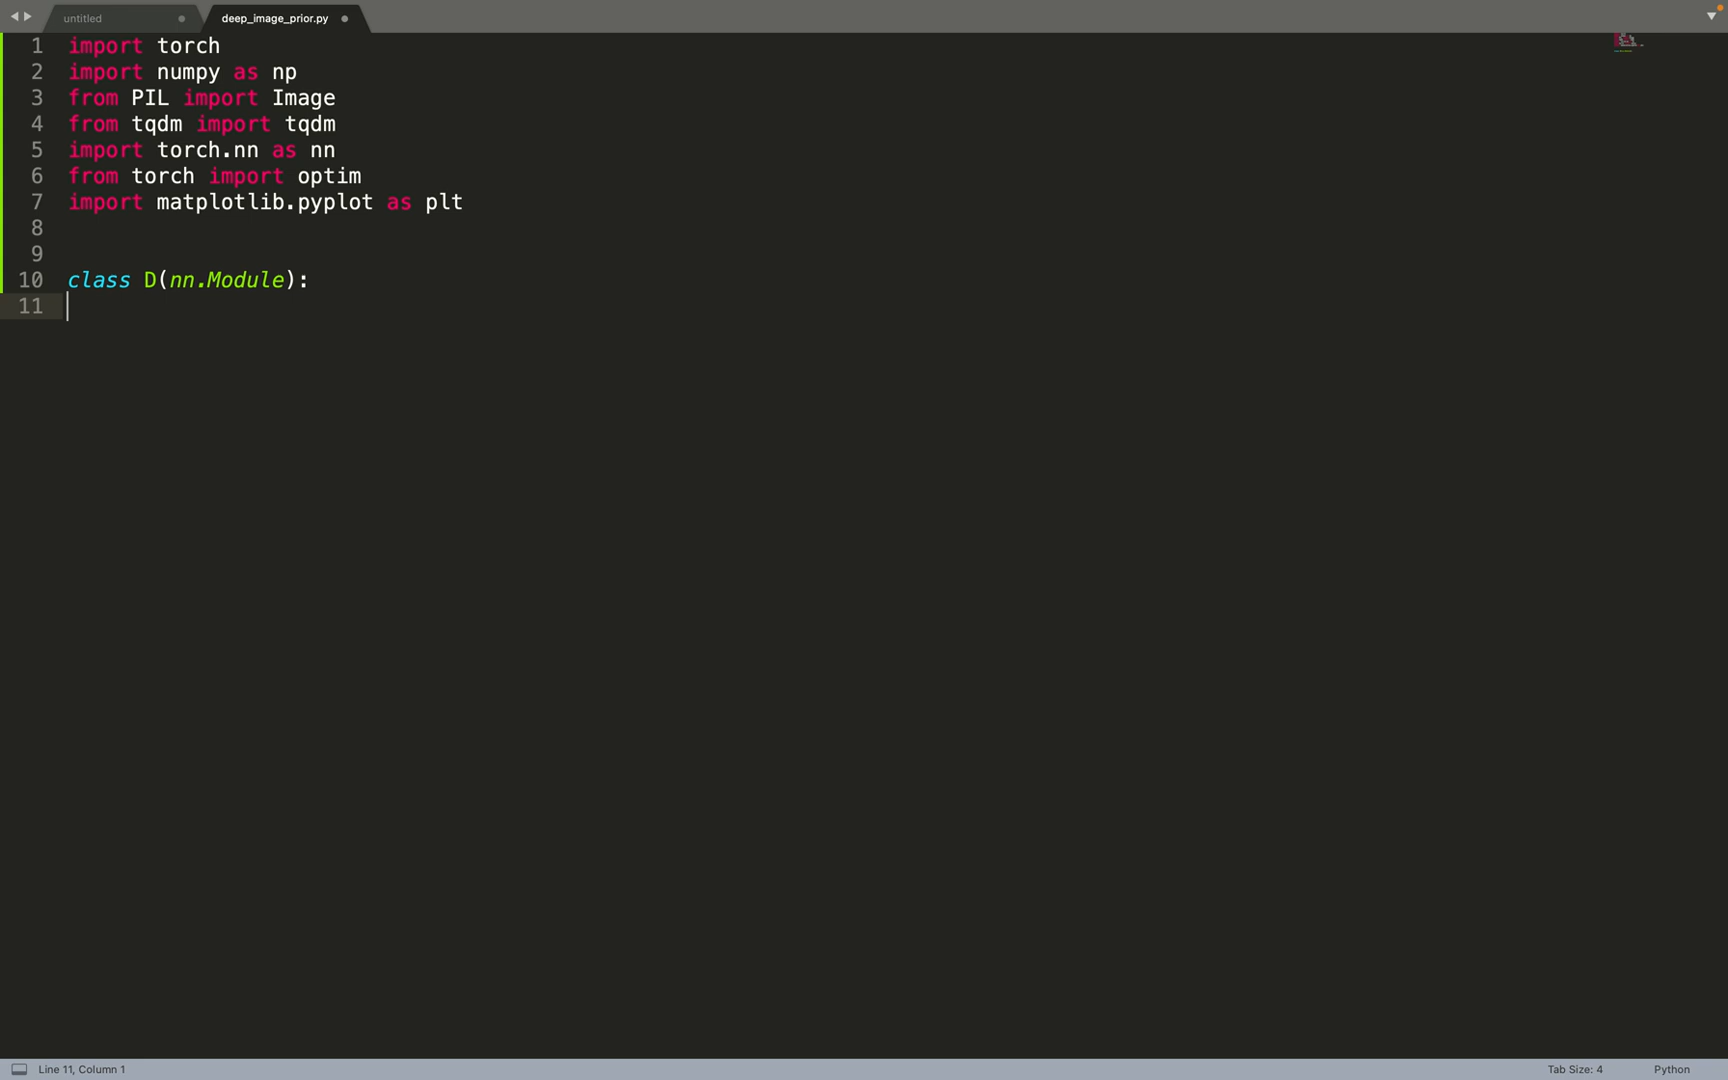 untitled
deep_image_prior.py
1 import torch
2 import numpy as np
3 from PIL import Image
4 from tqdm import tqdm
5 import torch.nn as nn
6 from torch import optim
7 import matplotlib.pyplot as plt
8
9
10 class D(nn.Module):
11
Line 11, Column 1
Tab Size: 4
Python